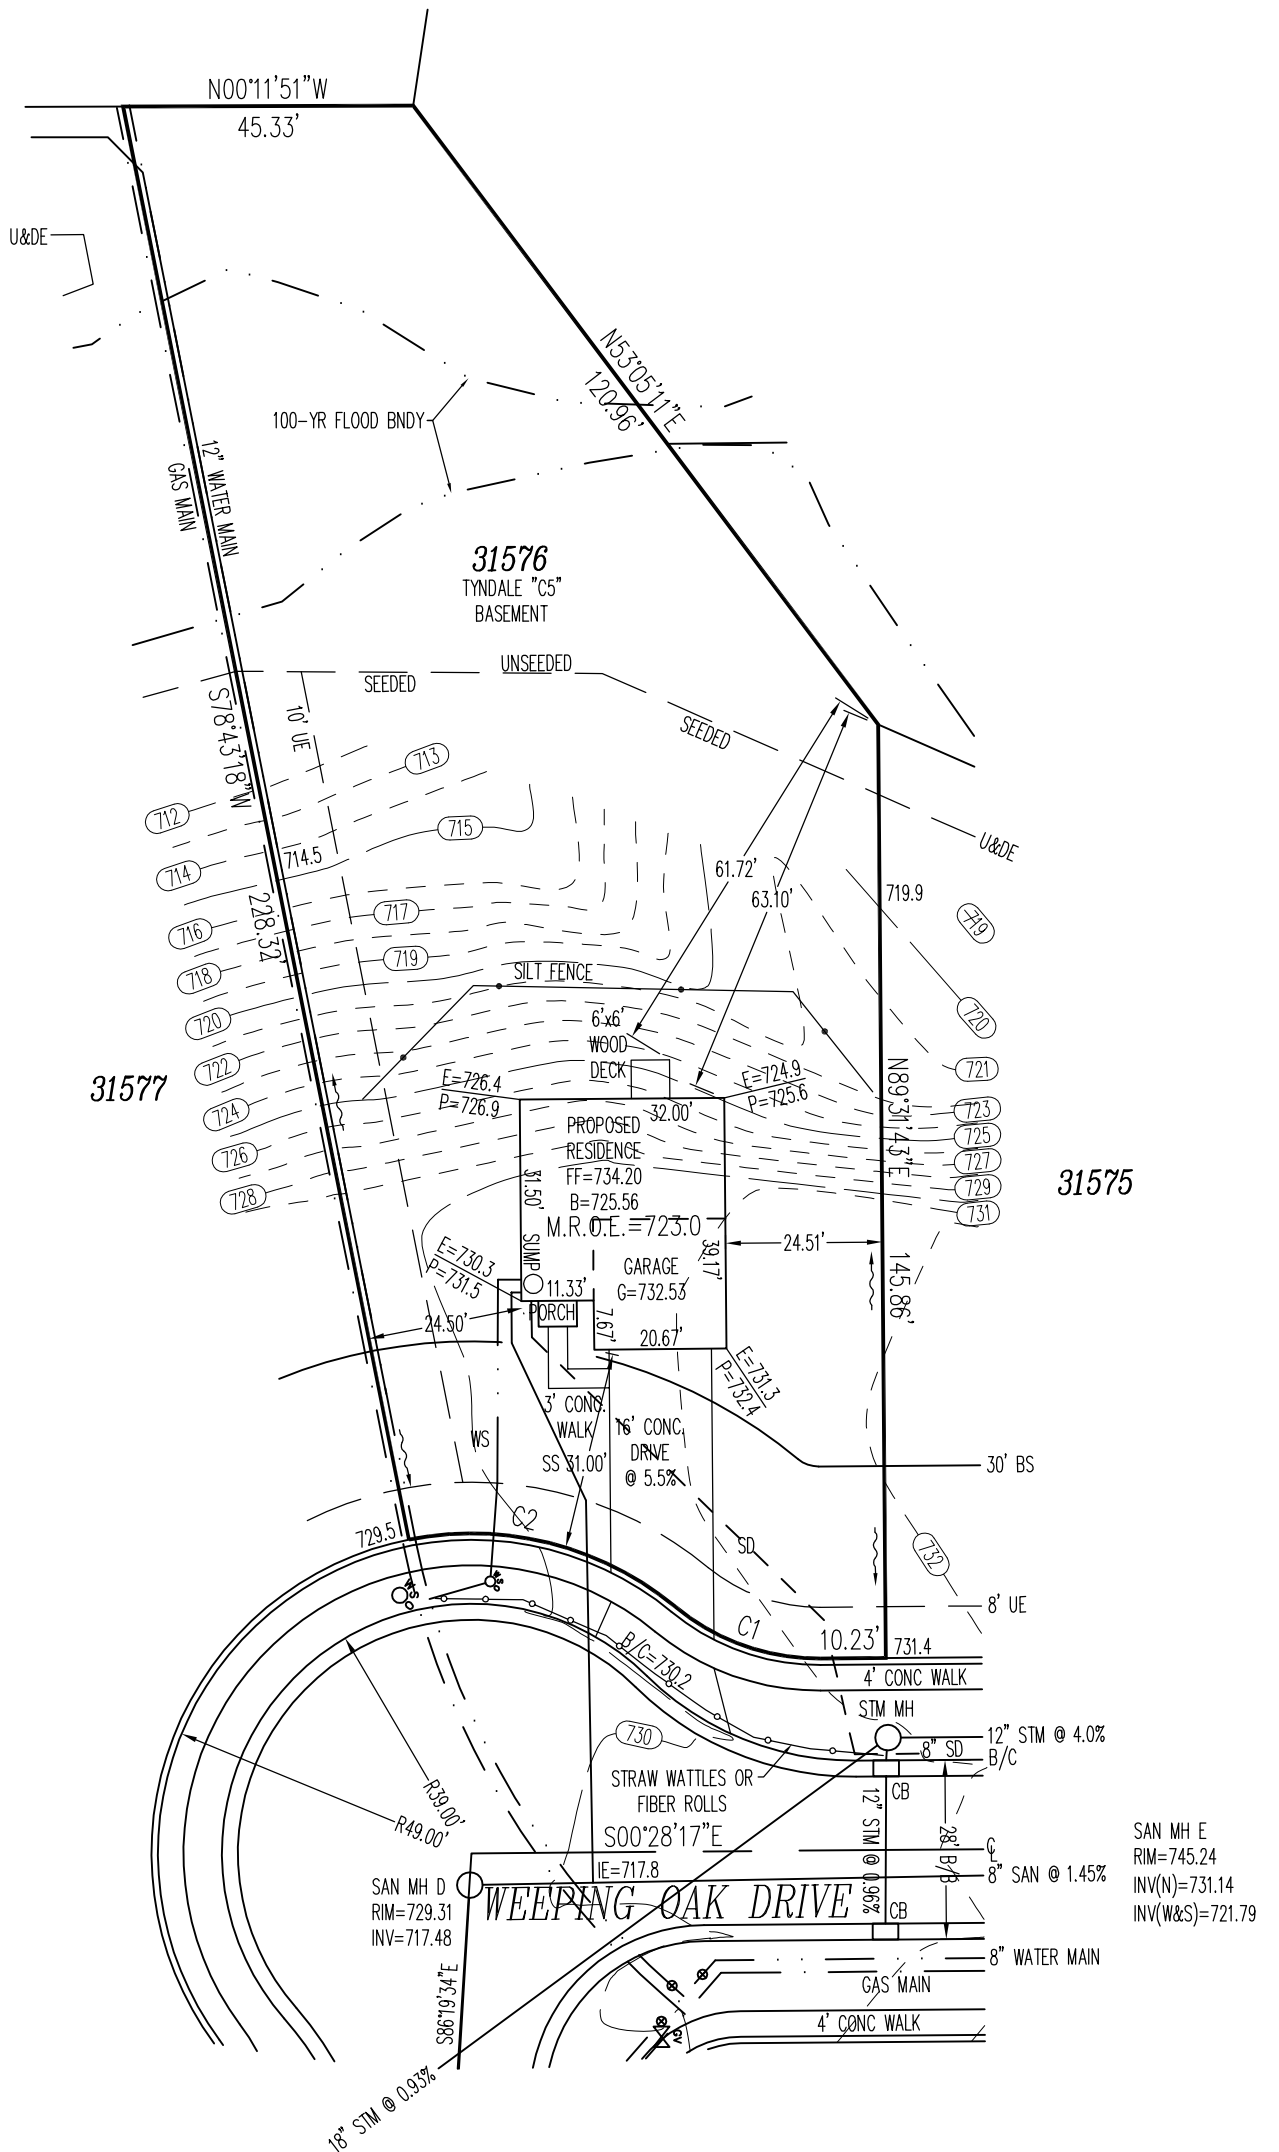 N00°11'51"W
45.33'
U&DE
N53°05'11"E
120.96'
100-YR FLOOD BNDY
12" WATER MAIN
GAS MAIN
31576
TYNDALE "C5"
BASEMENT
UNSEEDED
SEEDED
SEEDED
S78°43'18"W
228.32'
10' UE
713
712
715
714
714.5
61.72'
63.10'
U&DE
719.9
719
716
717
718
719
720
SILT FENCE
720
6'x6'
WOOD
DECK
722
721
31577
E=726.4
P=726.9
E=724.9
P=725.6
N89°31'43"E
145.86'
724
723
32.00'
PROPOSED
RESIDENCE
FF=734.20
B=725.56
M.R.O.E.=723.0
725
726
727
728
729
731
31575
31.50'
SUMP
39.17'
24.51'
GARAGE
G=732.53
E=730.3
P=731.5
11.33'
PORCH
7.67'
20.67'
24.50'
E=731.3
P=732.4
3' CONC.
WALK
16' CONC.
DRIVE
@ 5.5%
WS
SS 31.00'
30' BS
C2
729.5
SD
732
WSO
WSO
8' UE
C1
10.23'
731.4
B/C=730.2
4' CONC WALK
STM MH
730
12" STM @ 4.0%
8" SD
B/C
R39.00'
R49.00'
STRAW WATTLES OR
FIBER ROLLS
CB
12" STM @ 0.96%
28' B/B
S00°28'17"E
IE=717.8
8" SAN @ 1.45%
SAN MH E
RIM=745.24
INV(N)=731.14
INV(W&S)=721.79
SAN MH D
RIM=729.31
INV=717.48
WEEPING OAK DRIVE
CB
8" WATER MAIN
GAS MAIN
4' CONC WALK
GV
S86°19'34"E
18" STM @ 0.93%